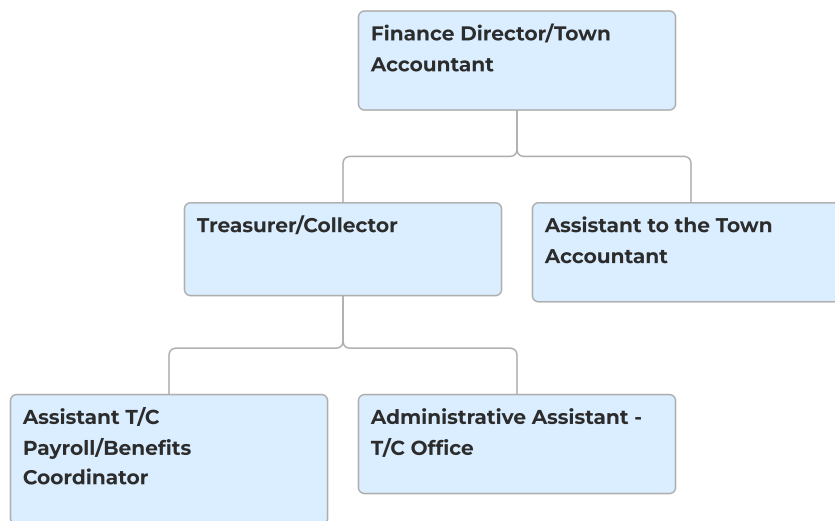 Finance Director/Town
Accountant
Treasurer/Collector
Assistant to the Town
Accountant
Assistant T/C
Payroll/Benefits
Coordinator
Administrative Assistant -
T/C Office